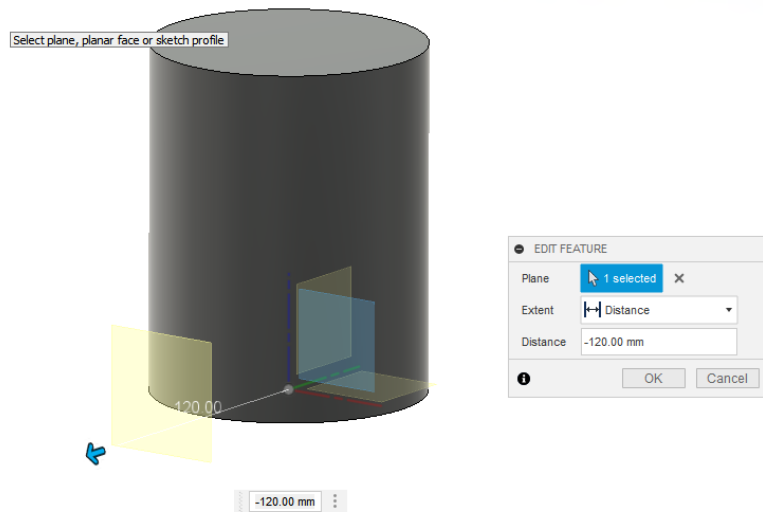 Select plane, planar face or sketch profile
EDIT FEATURE
Plane
1 selected
Extent
Distance
Distance
-120.00 mm
OK
Cancel
120.00
-120.00 mm